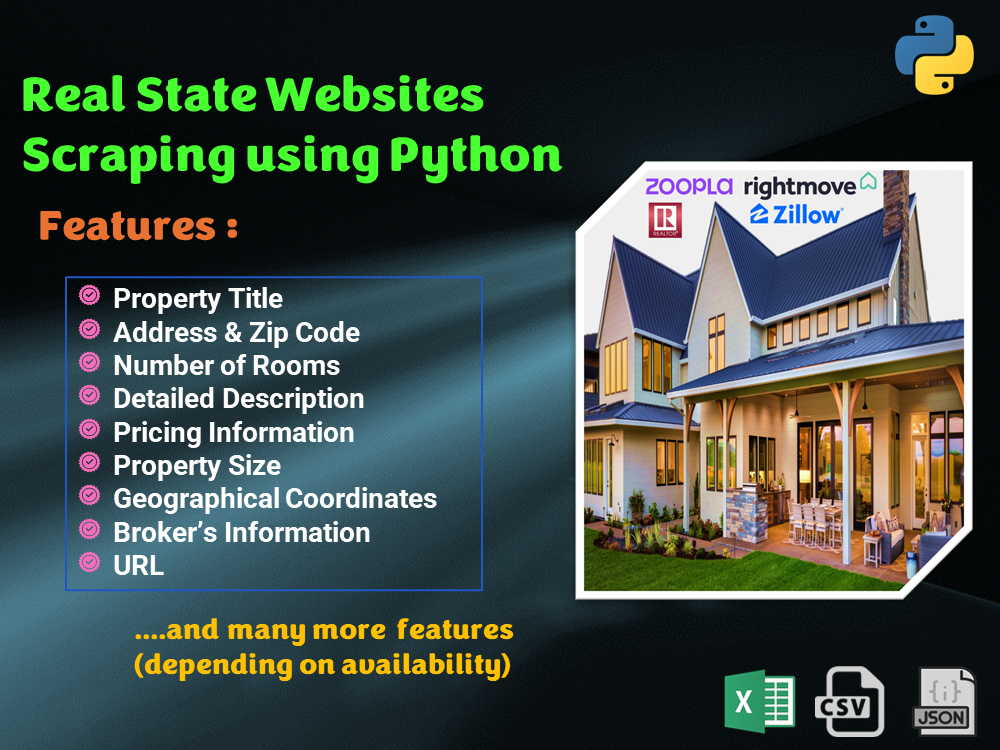 Real State Websites
Scraping using Python
Features :
Property Title
Address & Zip Code
Number of Rooms
Detailed Description
Pricing Information
Property Size
Geographical Coordinates
Broker’s Information
URL
....and many more features
(depending on availability)
zoopla rightmove
R
REALTOR®
Zillow®
X
CSV
{i}
JSON